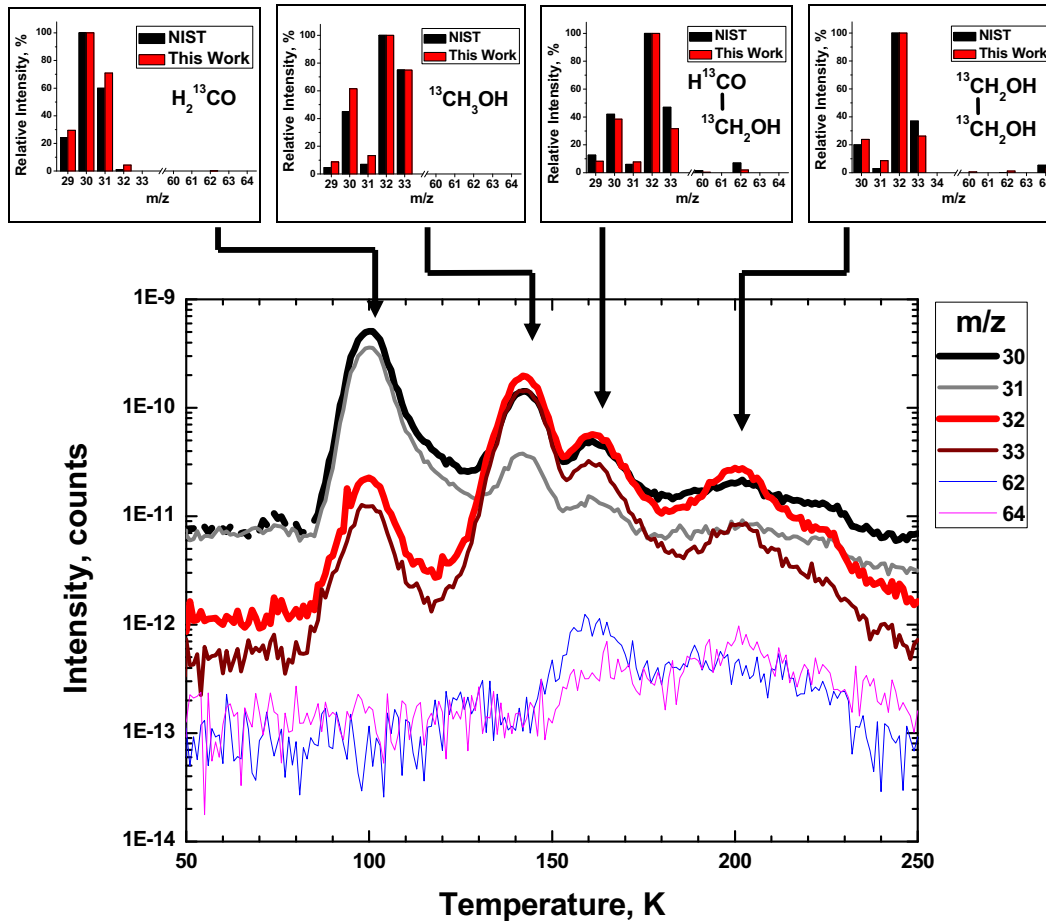 Relative Intensity, %
100
80
60
40
20
0
NIST
This Work
H₂¹³CO
29 30 31 32 33 60 61 62 63 64
m/z
Relative Intensity, %
100
80
60
40
20
0
NIST
This Work
¹³CH₃OH
29 30 31 32 33 60 61 62 63 64
m/z
Relative Intensity, %
100
80
60
40
20
0
NIST
This Work
H¹³CO
¹³CH₂OH
29 30 31 32 33 60 61 62 63 64
m/z
Relative Intensity, %
100
80
60
40
20
0
NIST
This Work
¹³CH₂OH
¹³CH₂OH
30 31 32 33 34 60 61 62 63
m/z
Intensity, counts
1E-9
1E-10
1E-11
1E-12
1E-13
1E-14
50 100 150 200 250
Temperature, K
m/z
30
31
32
33
62
64